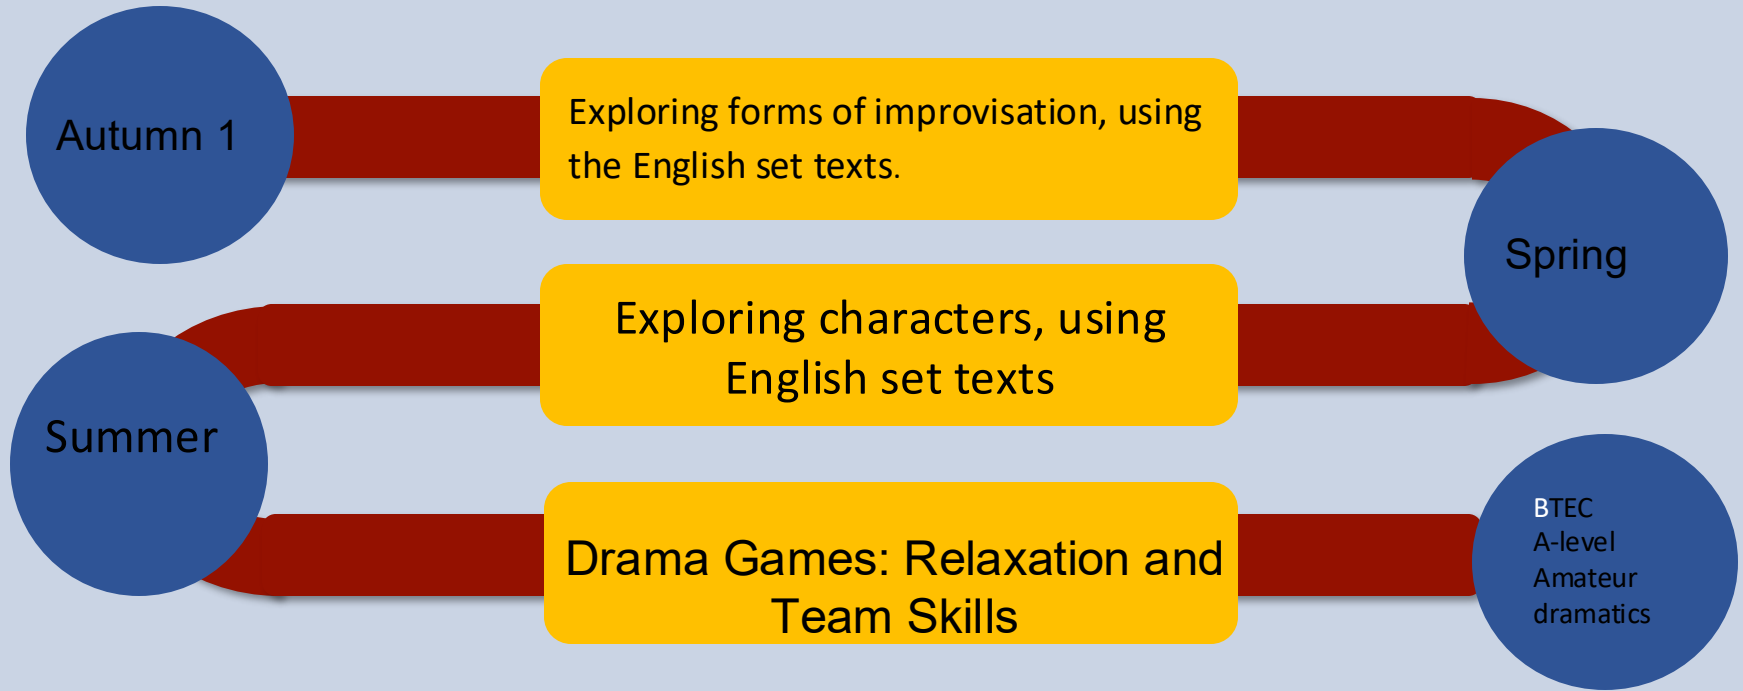 Autumn 1
Exploring forms of improvisation, using
the English set texts.
Spring
Exploring characters, using
English set texts
Summer
Drama Games: Relaxation and
Team Skills
BTEC
A-level
Amateur
dramatics